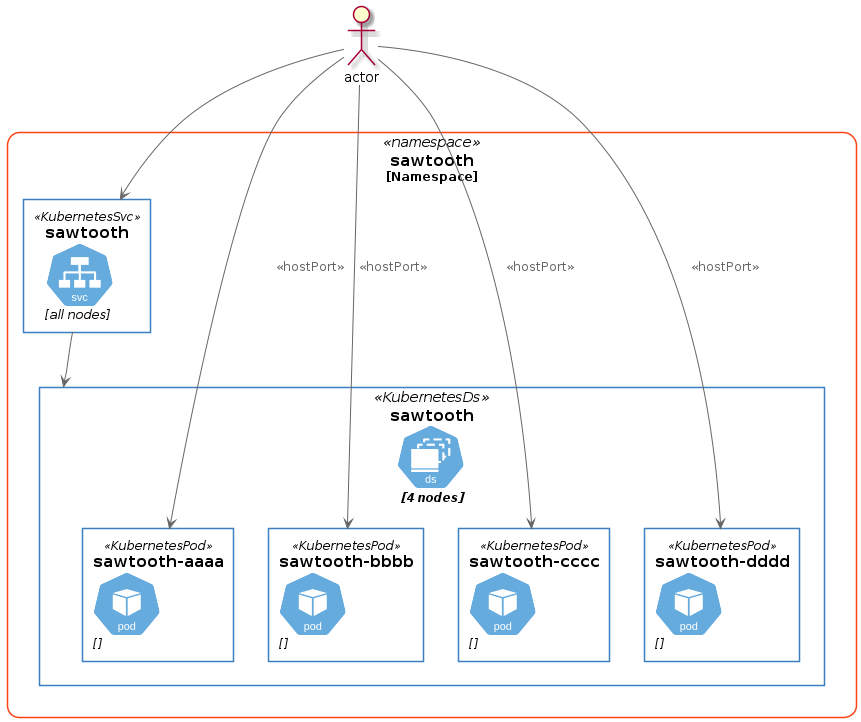 actor
«namespace»
sawtooth
[Namespace]
«KubernetesSvc»
sawtooth
svc
[all nodes]
«hostPort»
«hostPort»
«hostPort»
«hostPort»
«KubernetesDs»
sawtooth
ds
[4 nodes]
«KubernetesPod»
sawtooth-aaaa
pod
[]
«KubernetesPod»
sawtooth-bbbb
pod
[]
«KubernetesPod»
sawtooth-cccc
pod
[]
«KubernetesPod»
sawtooth-dddd
pod
[]